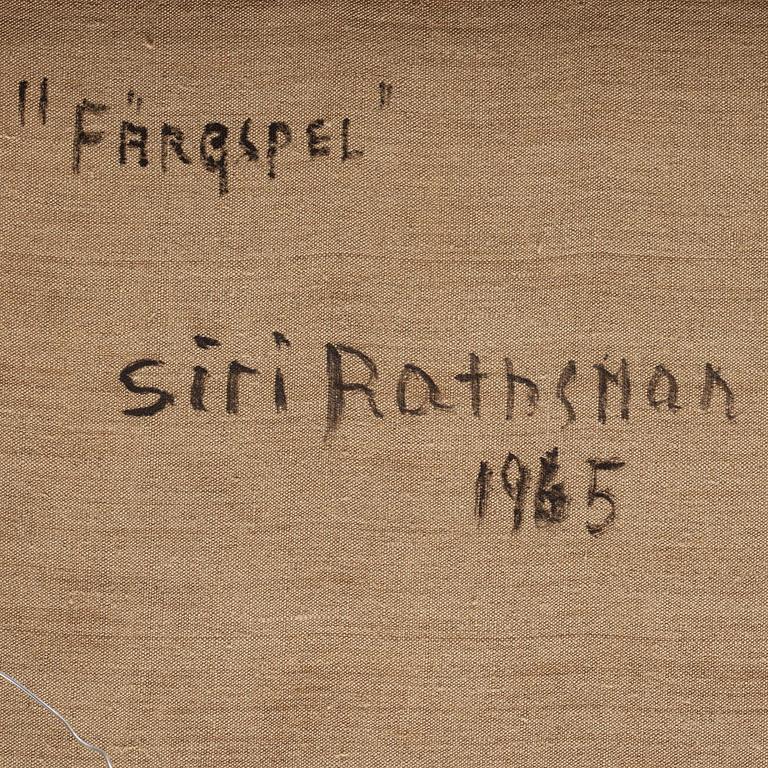 "FÄRGSPEL"
Siri Rathsman
1965